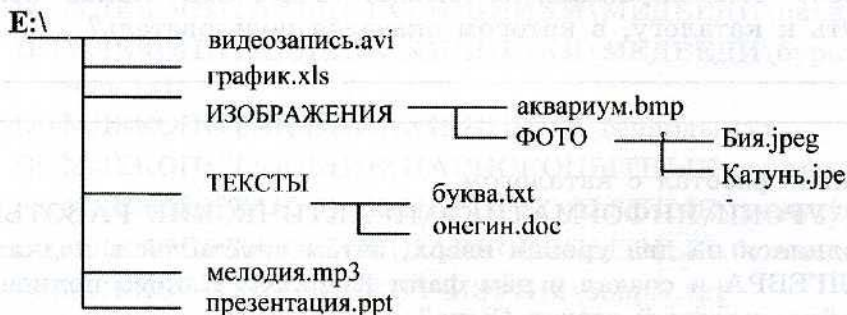 E:\
видеозапись.avi
график.xls
ИЗОБРАЖЕНИЯ
аквариум.bmp
ФОТО
Бия.jpeg
Катунь.jpe
ТЕКСТЫ
буква.txt
онегин.doc
мелодия.mp3
презентация.ppt